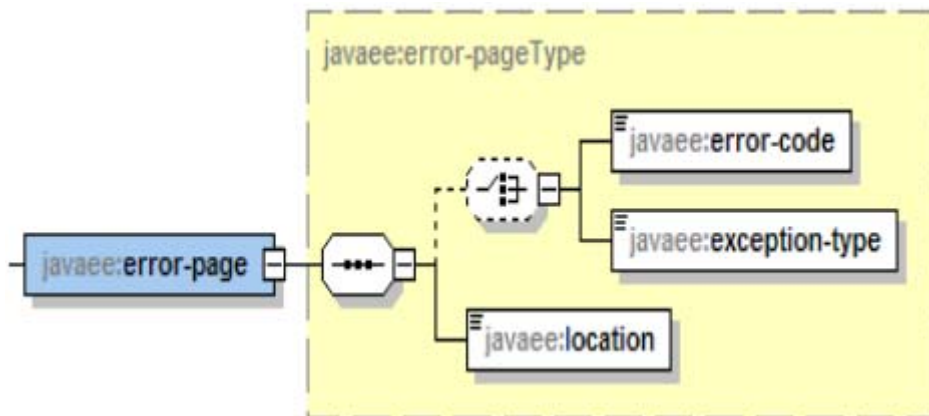 javaee:error-pageType
javaee:error-code
javaee:exception-type
javaee:error-page
javaee:location